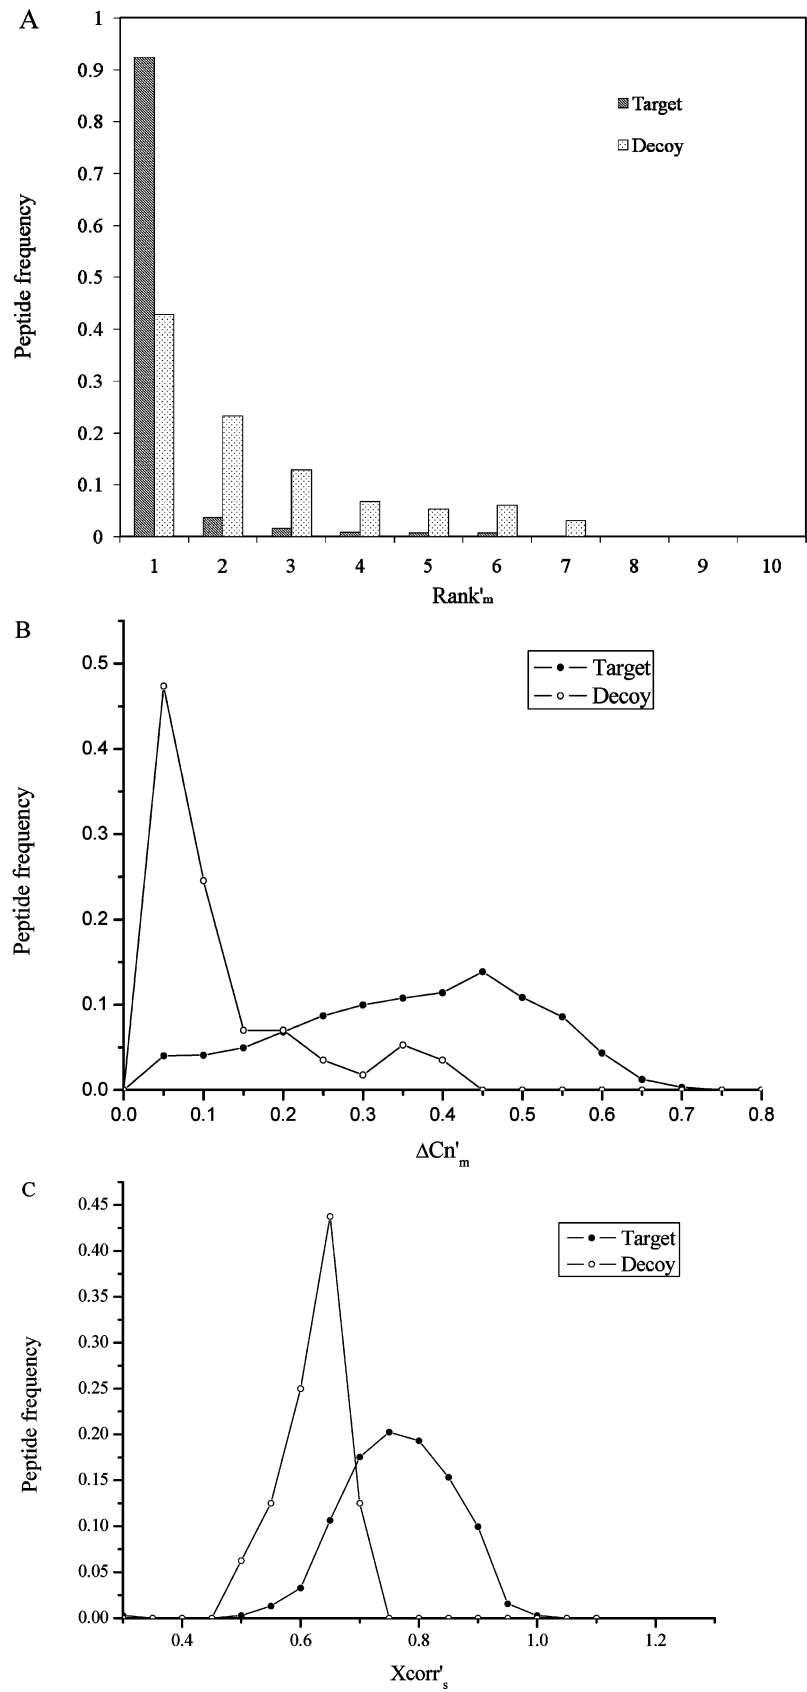 A
1
0.9
0.8
0.7
0.6
0.5
0.4
0.3
0.2
0.1
0
Peptide frequency
Target
Decoy
1 2 3 4 5 6 7 8 9 10
Rank'm
B
0.5
0.4
0.3
0.2
0.1
0.0
Peptide frequency
Target
Decoy
0.0 0.1 0.2 0.3 0.4 0.5 0.6 0.7 0.8
ΔCn'm
C
0.45
0.40
0.35
0.30
0.25
0.20
0.15
0.10
0.05
0.00
Peptide frequency
Target
Decoy
0.4 0.6 0.8 1.0 1.2
Xcorr's